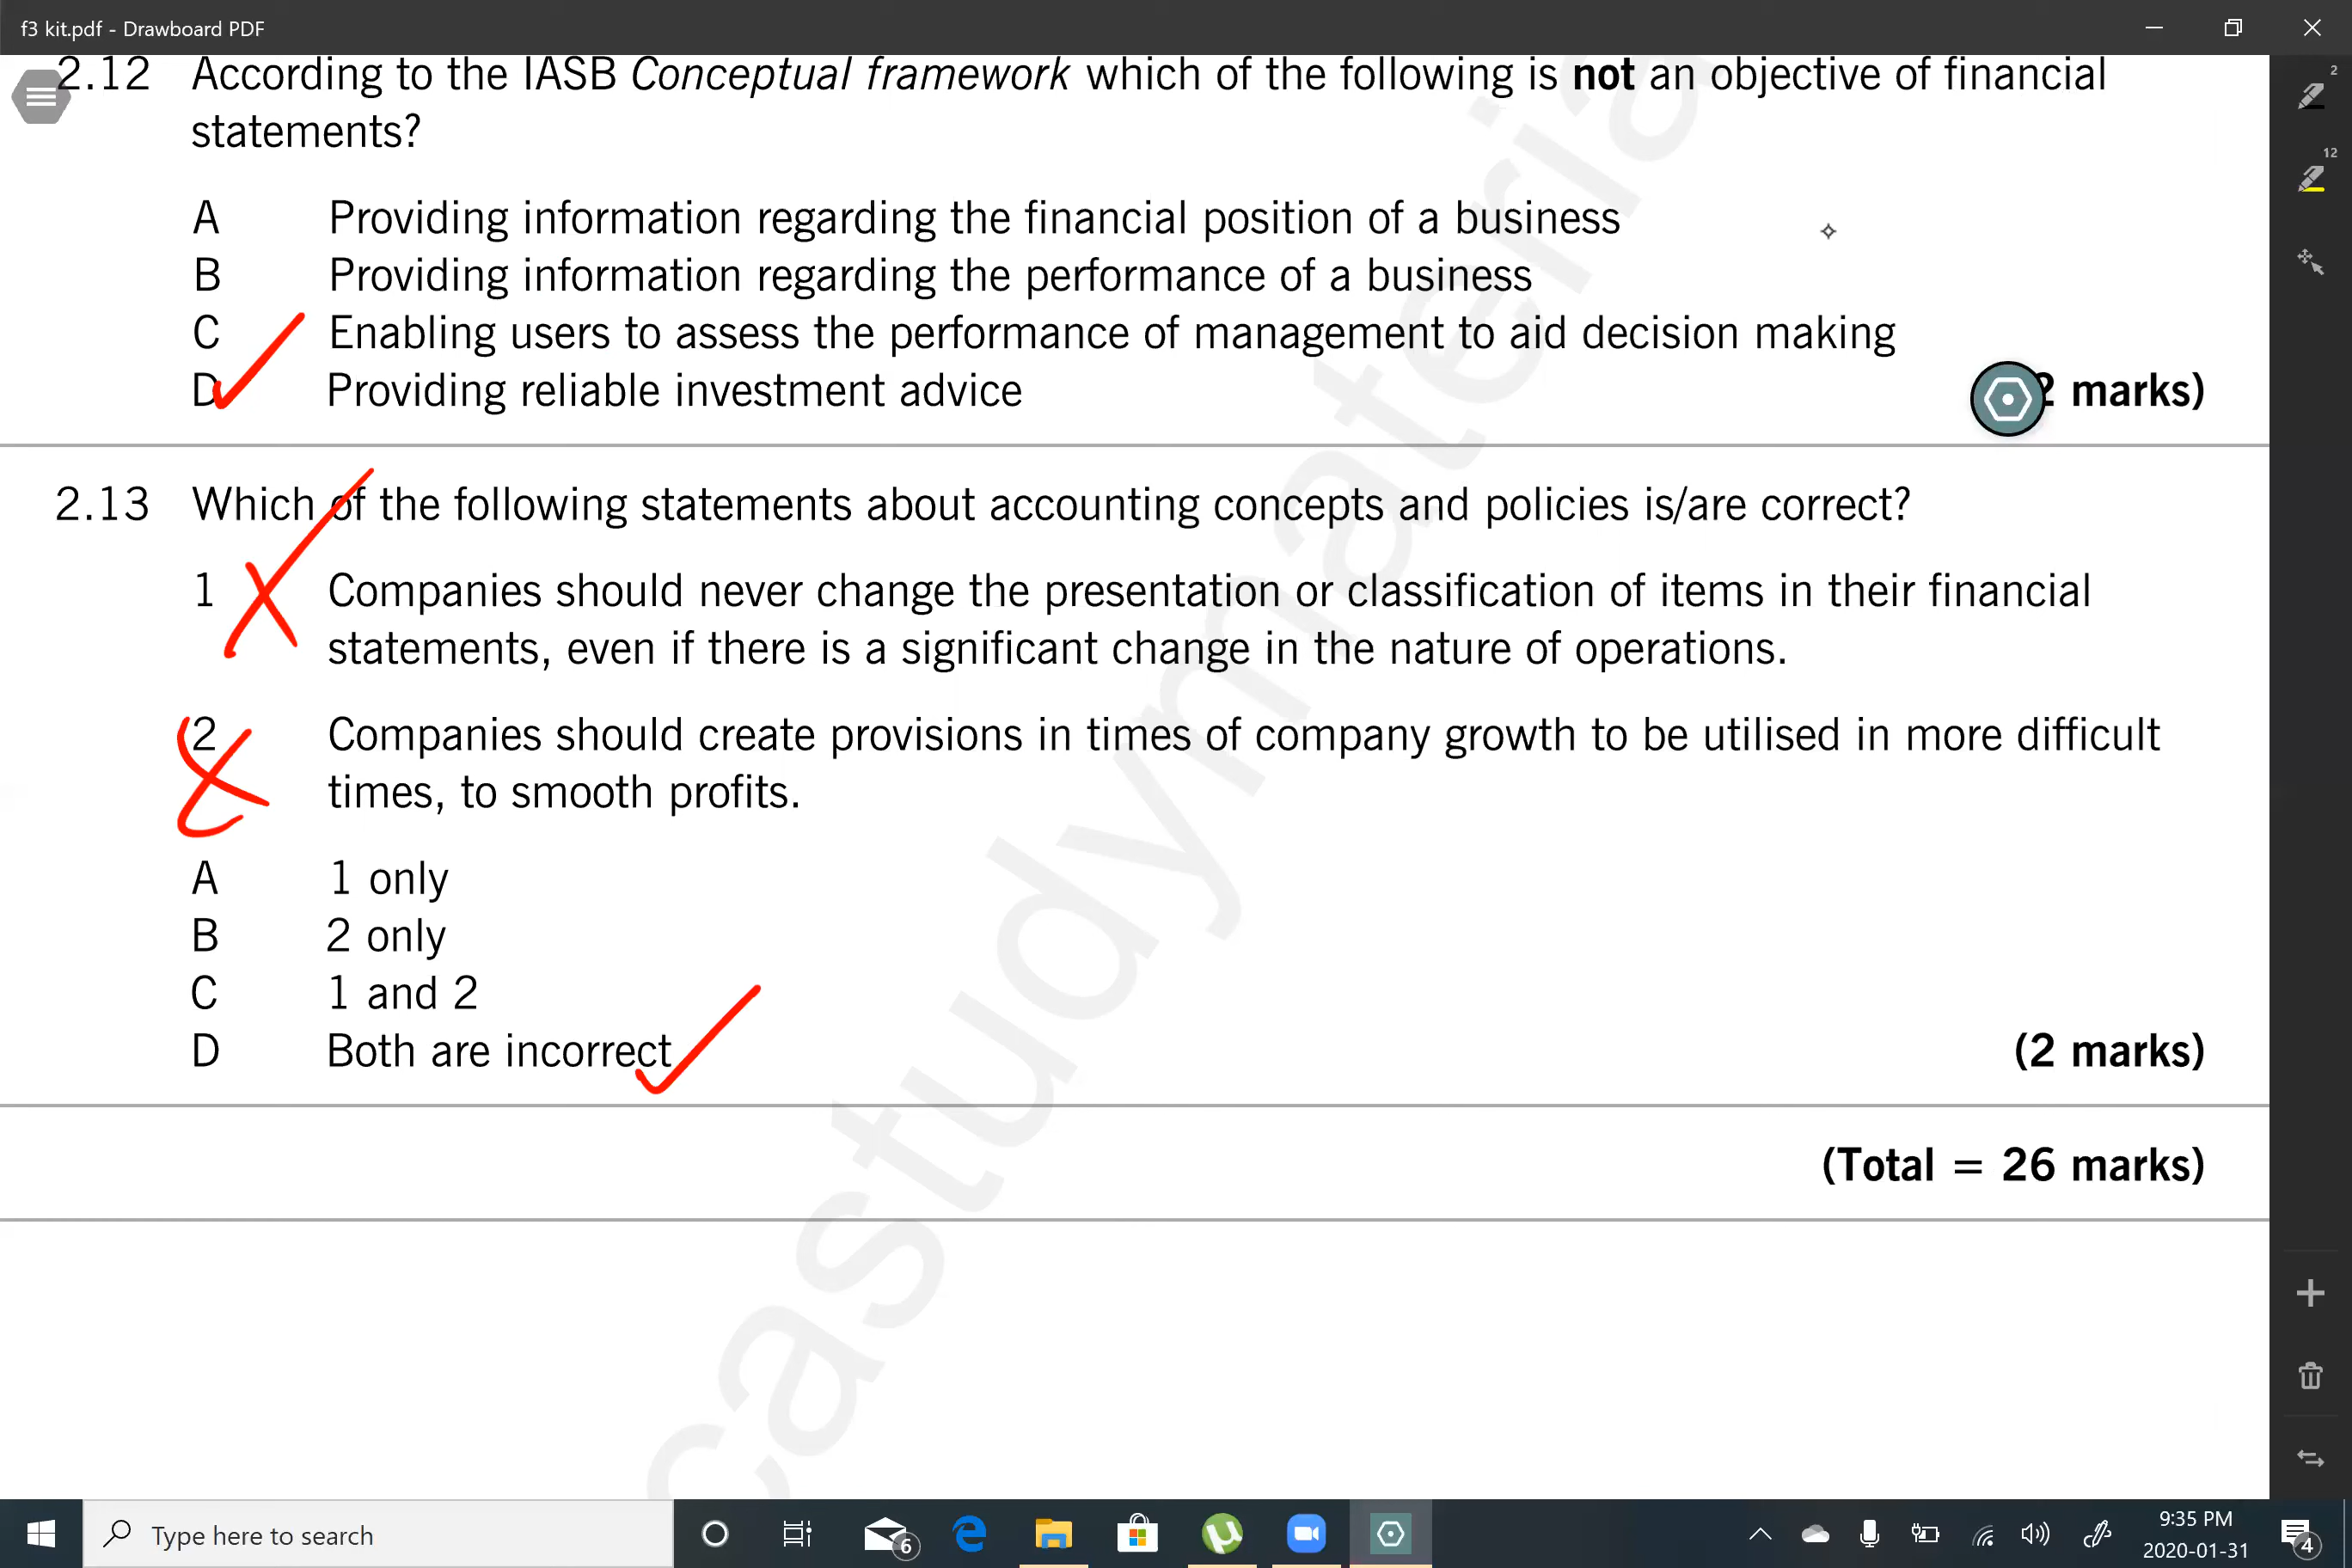 f3 kit.pdf - Drawboard PDF
2.12 According to the IASB Conceptual framework which of the following is not an objective of financial
statements?
A Providing information regarding the financial position of a business
B Providing information regarding the performance of a business
C Enabling users to assess the performance of management to aid decision making
D Providing reliable investment advice
2 marks)
2.13 Which of the following statements about accounting concepts and policies is/are correct?
1 Companies should never change the presentation or classification of items in their financial
statements, even if there is a significant change in the nature of operations.
2 Companies should create provisions in times of company growth to be utilised in more difficult
times, to smooth profits.
A 1 only
B 2 only
C 1 and 2
D Both are incorrect
(2 marks)
(Total = 26 marks)
castudymateria
2
12
Type here to search
6
9:35 PM
2020-01-31
4